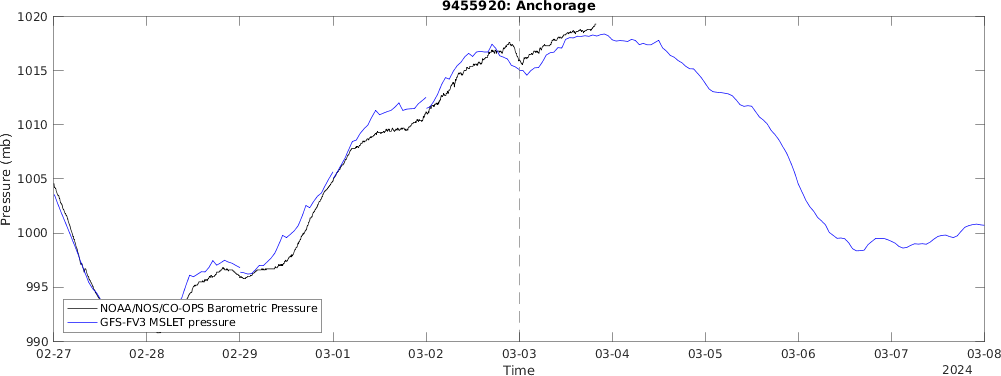 9455920: Anchorage
1020
1015
1010
1005
1000
995
990
Pressure (mb)
NOAA/NOS/CO-OPS Barometric Pressure
GFS-FV3 MSLET pressure
02-27 02-28 02-29 03-01 03-02 03-03 03-04 03-05 03-06 03-07 03-08
Time
2024